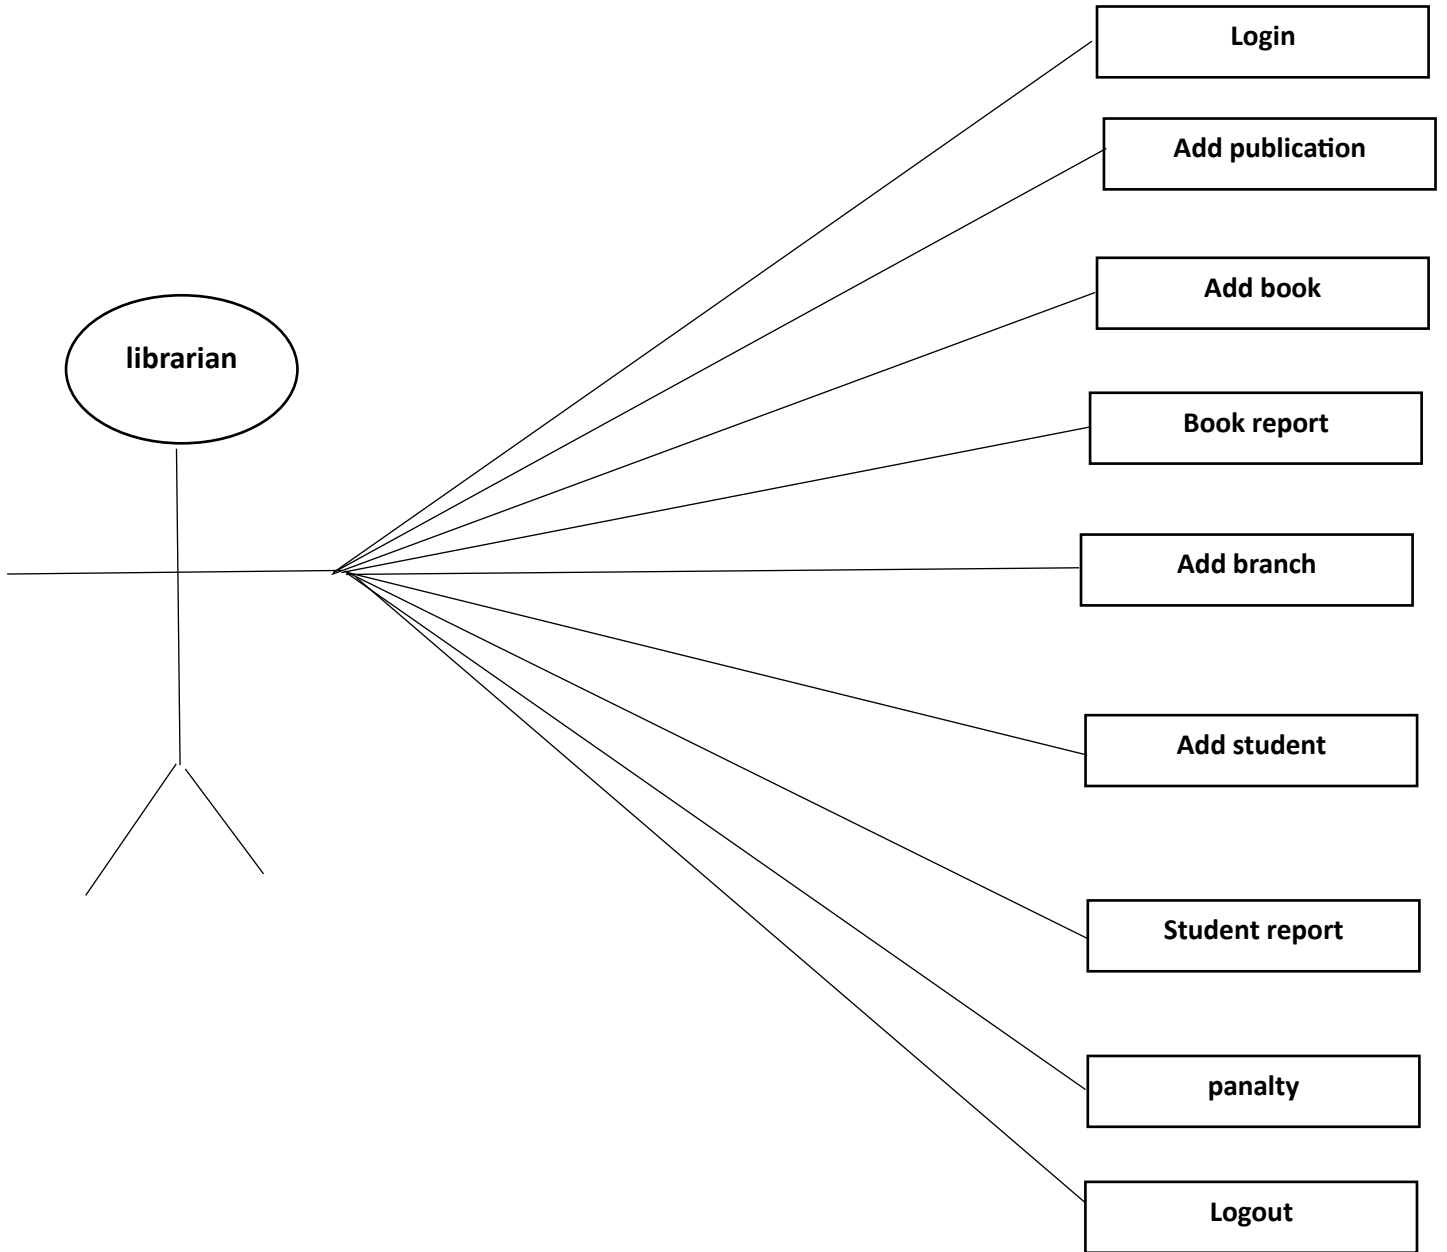 Login
Add publication
Add book
librarian
Book report
Add branch
Add student
Student report
panalty
Logout